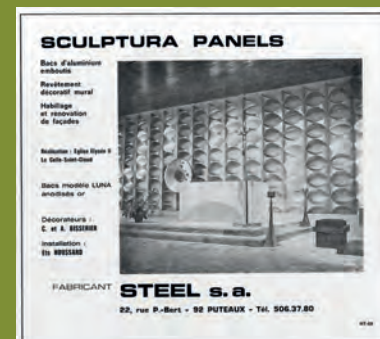 SCULPTURA PANELS
Bacs d'aluminium
emboutis
Revêtement
décoratif mural
Habillage
et rénovation
de façades
Réalisation : Eglise Elysée II
La Celle-Saint-Cloud
Bacs modèle LUNA
anodisés or
Décorateurs :
C. et A. BESSERIER
Installation :
Ets HOUSSARD
FABRICANT STEEL s.a.
22, rue P.-Bert - 92 PUTEAUX - Tél. 506.37.80